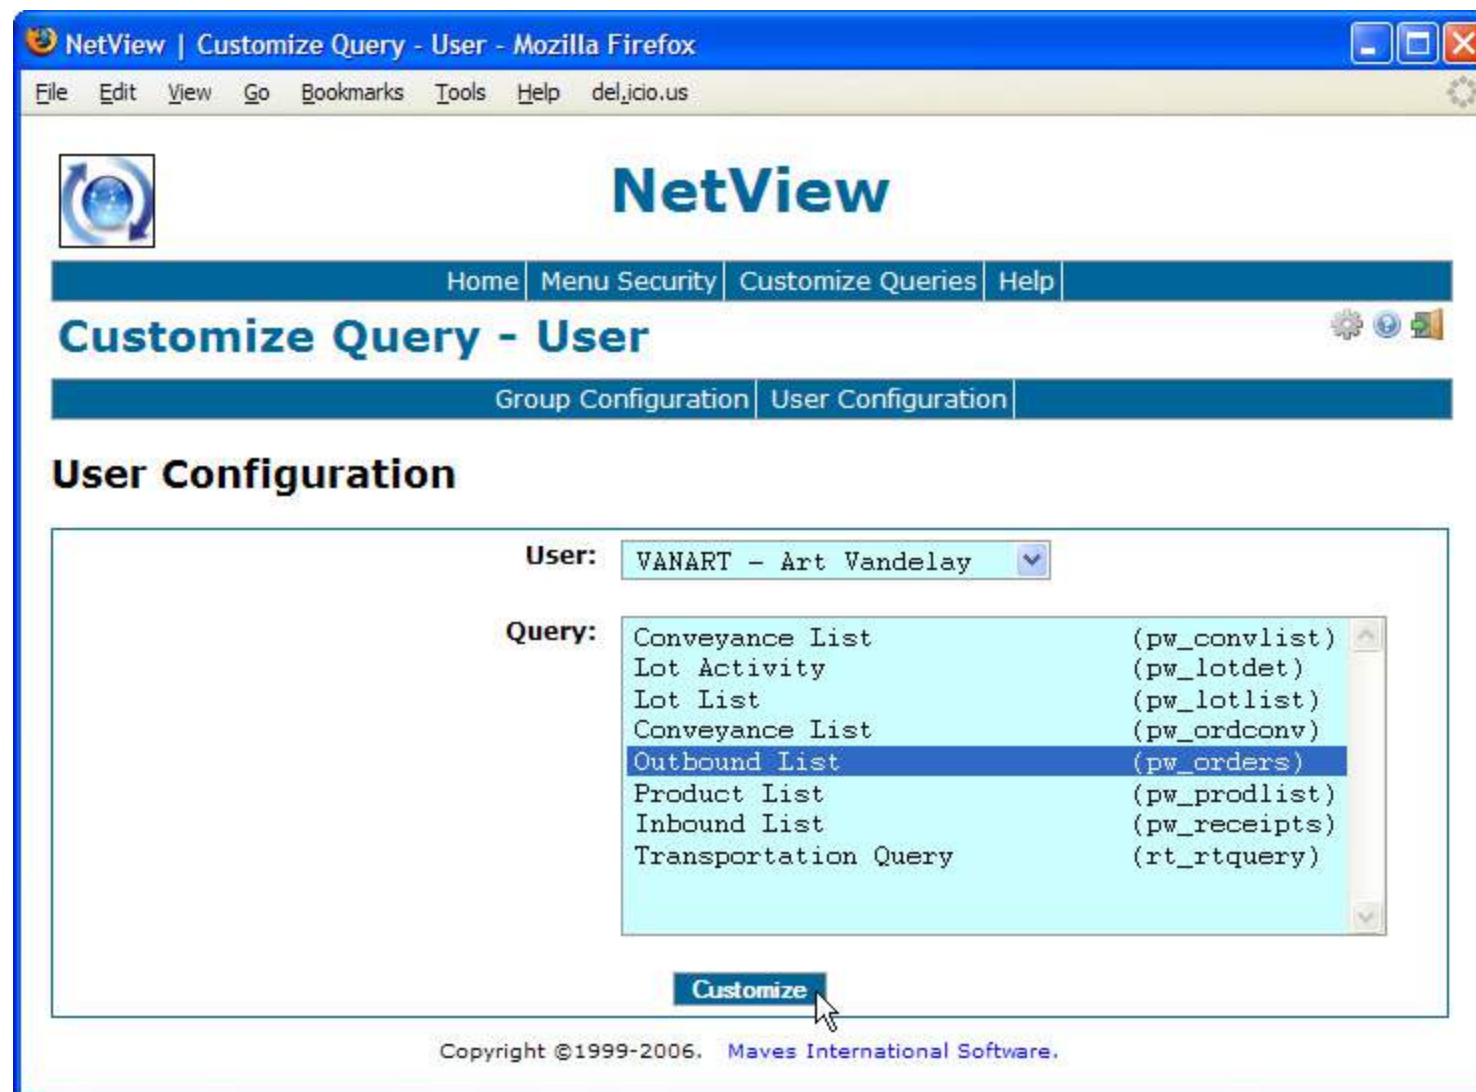 NetView | Customize Query - User - Mozilla Firefox
File Edit View Go Bookmarks Tools Help del.icio.us
NetView
Home Menu Security Customize Queries Help
Customize Query - User
Group Configuration User Configuration
User Configuration
User: VANART - Art Vandelay
Query:
Conveyance List (pw_convlist)
Lot Activity (pw_lotdet)
Lot List (pw_lotlist)
Conveyance List (pw_ordconv)
Outbound List (pw_orders)
Product List (pw_prodlist)
Inbound List (pw_receipts)
Transportation Query (rt_rtquery)
Customize
Copyright ©1999-2006. Maves International Software.